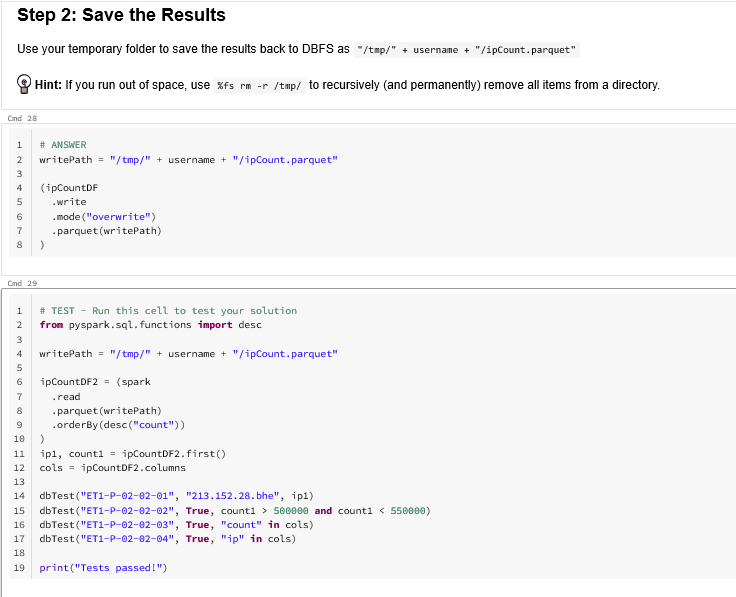 Step 2: Save the Results
Use your temporary folder to save the results back to DBFS as "/tmp/" + username + "/ipCount.parquet"
Hint: If you run out of space, use %fs rm -r /tmp/ to recursively (and permanently) remove all items from a directory.
Cmd 28
1 # ANSWER
2 writePath = "/tmp/" + username + "/ipCount.parquet"
3
4 (ipCountDF
5 .write
6 .mode("overwrite")
7 .parquet(writePath)
8 )
Cmd 29
1 # TEST - Run this cell to test your solution
2 from pyspark.sql.functions import desc
3
4 writePath = "/tmp/" + username + "/ipCount.parquet"
5
6 ipCountDF2 = (spark
7 .read
8 .parquet(writePath)
9 .orderBy(desc("count"))
10 )
11 ip1, count1 = ipCountDF2.first()
12 cols = ipCountDF2.columns
13
14 dbTest("ET1-P-02-02-01", "213.152.28.bhe", ip1)
15 dbTest("ET1-P-02-02-02", True, count1 > 500000 and count1 < 550000)
16 dbTest("ET1-P-02-02-03", True, "count" in cols)
17 dbTest("ET1-P-02-02-04", True, "ip" in cols)
18
19 print("Tests passed!")